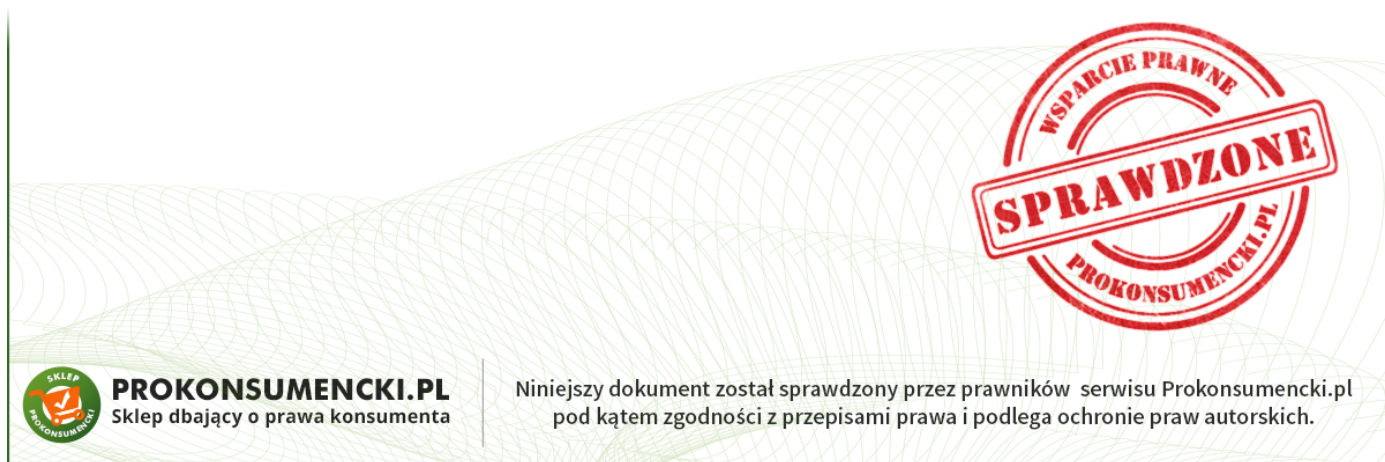 WSPARCIE PRAWNE
SPRAWDZONE
PROKONSUMENCKI.PL
SKLEP
PROKONSUMENCKI
PROKONSUMENCKI.PL
Sklep dbający o prawa konsumenta
Niniejszy dokument został sprawdzony przez prawników serwisu Prokonsumencki.pl
pod kątem zgodności z przepisami prawa i podlega ochronie praw autorskich.